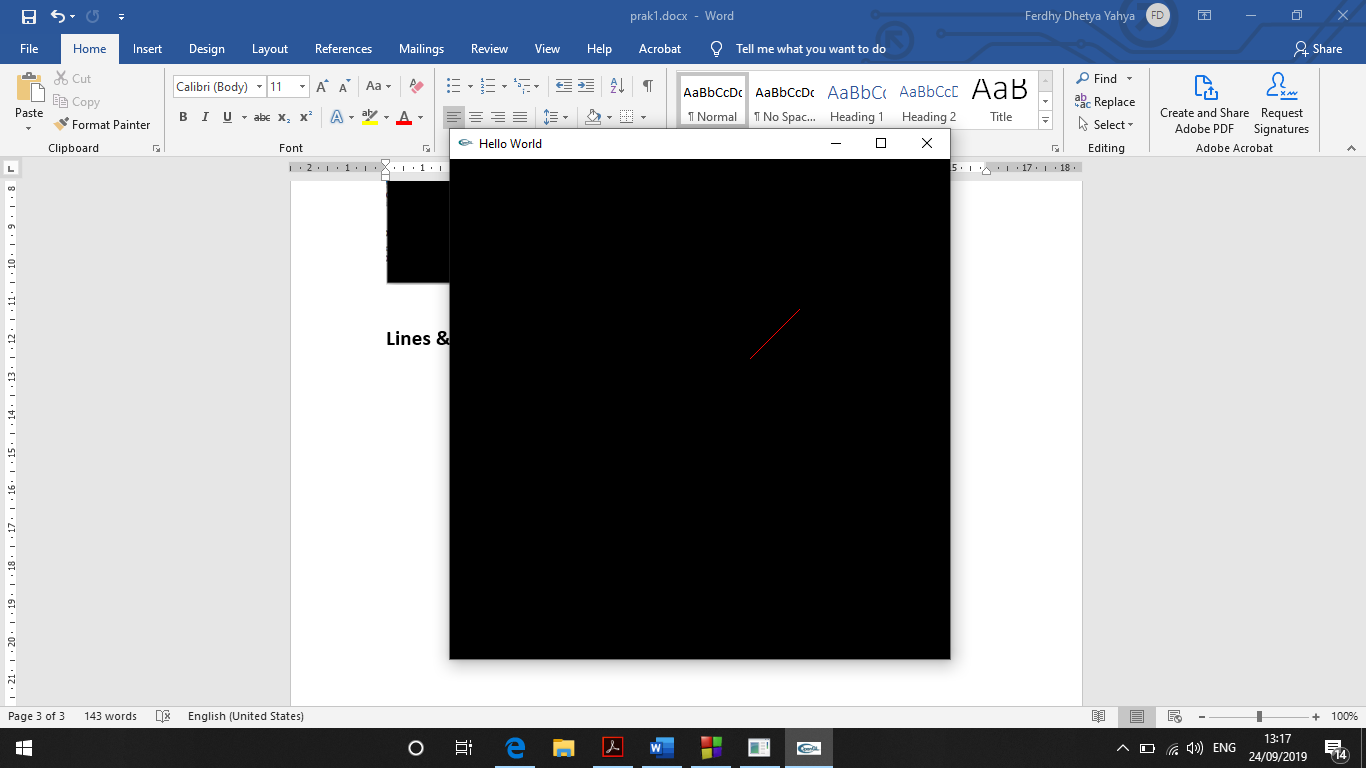 prak1.docx - Word
Ferdhy Dhetya Yahya
FD
File Home Insert Design Layout References Mailings Review View Help Acrobat Tell me what you want to do Share
Paste
Cut
Copy
Format Painter
Clipboard
Calibri (Body) 11
Font
AaBbCcDc ¶ Normal
AaBbCcDc ¶ No Spac...
AaBbCc Heading 1
AaBbCcD Heading 2
AaB Title
Find
Replace
Select
Editing
Create and Share Adobe PDF
Request Signatures
Adobe Acrobat
Hello World
Lines &
Page 3 of 3 143 words English (United States) 100%
ENG
13:17
24/09/2019
14